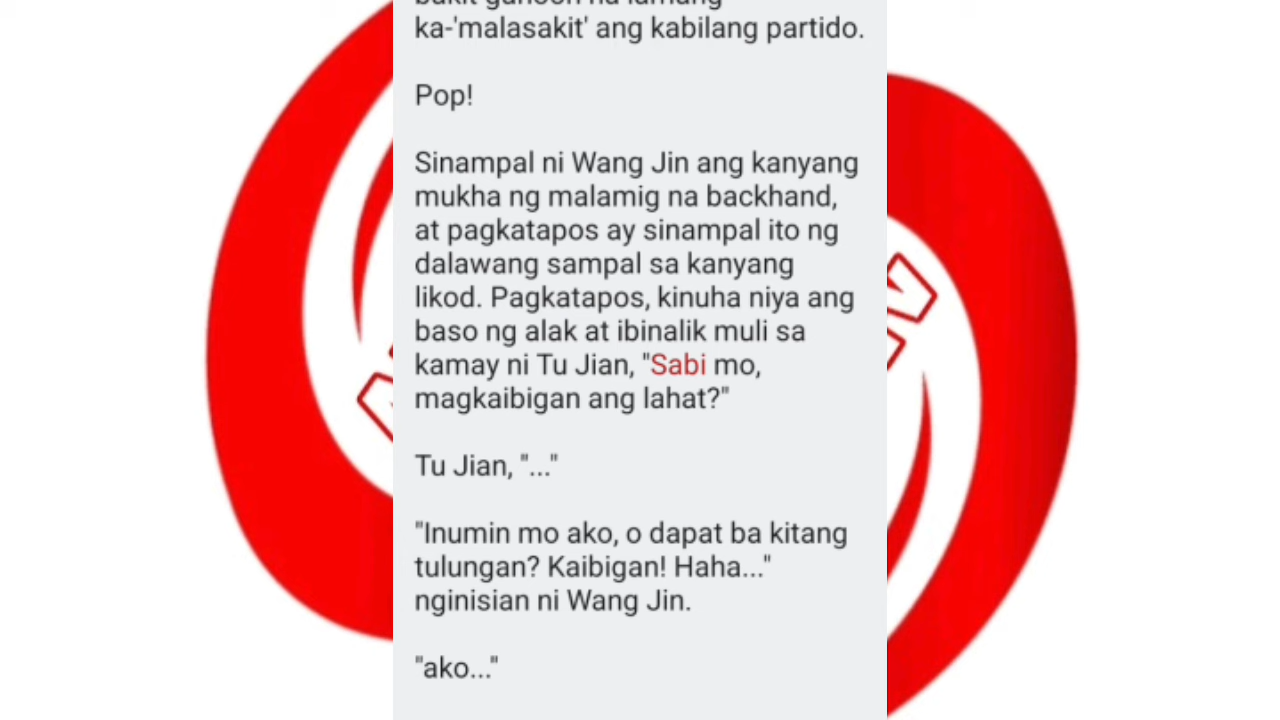 ka-'malasakit' ang kabilang partido.
Pop!
Sinampal ni Wang Jin ang kanyang
mukha ng malamig na backhand,
at pagkatapos ay sinampal ito ng
dalawang sampal sa kanyang
likod. Pagkatapos, kinuha niya ang
baso ng alak at ibinalik muli sa
kamay ni Tu Jian, "Sabi mo,
magkaibigan ang lahat?"
Tu Jian, "..."
"Inumin mo ako, o dapat ba kitang
tulungan? Kaibigan! Haha..."
nginisian ni Wang Jin.
"ako..."